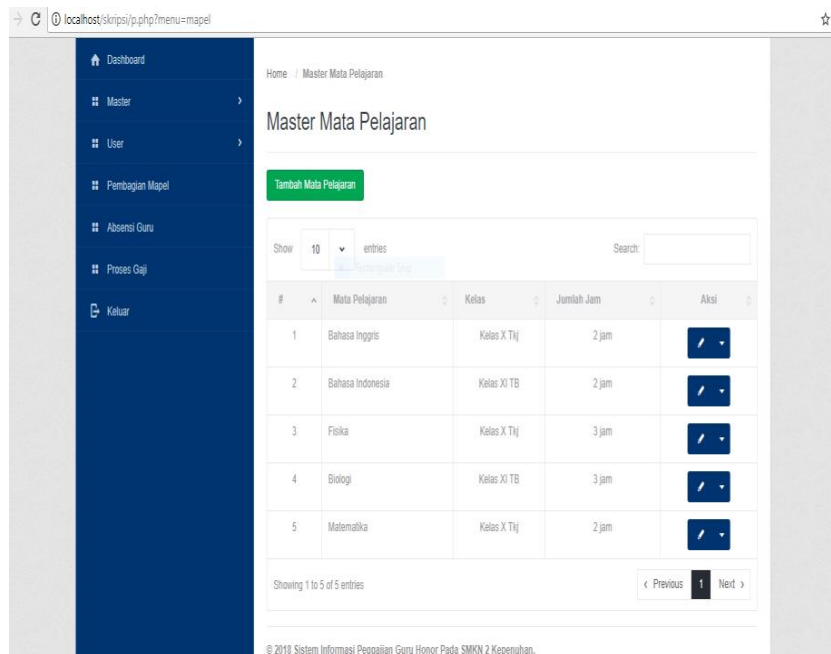 localhost/skripsi/p.php?menu=mapel
Dashboard
Master
User
Pembagian Mapel
Absensi Guru
Proses Gaji
Keluar
Home / Master Mata Pelajaran
Master Mata Pelajaran
Tambah Mata Pelajaran
Show 10 entries Search:
# Mata Pelajaran Kelas Jumlah Jam Aksi
1 Bahasa Inggris Kelas X Tkj 2 jam
2 Bahasa Indonesia Kelas XI TB 2 jam
3 Fisika Kelas X Tkj 3 jam
4 Biologi Kelas XI TB 3 jam
5 Matematika Kelas X Tkj 2 jam
Showing 1 to 5 of 5 entries ‹ Previous 1 Next ›
© 2018 Sistem Informasi Peggajian Guru Honor Pada SMKN 2 Kepenuhan.